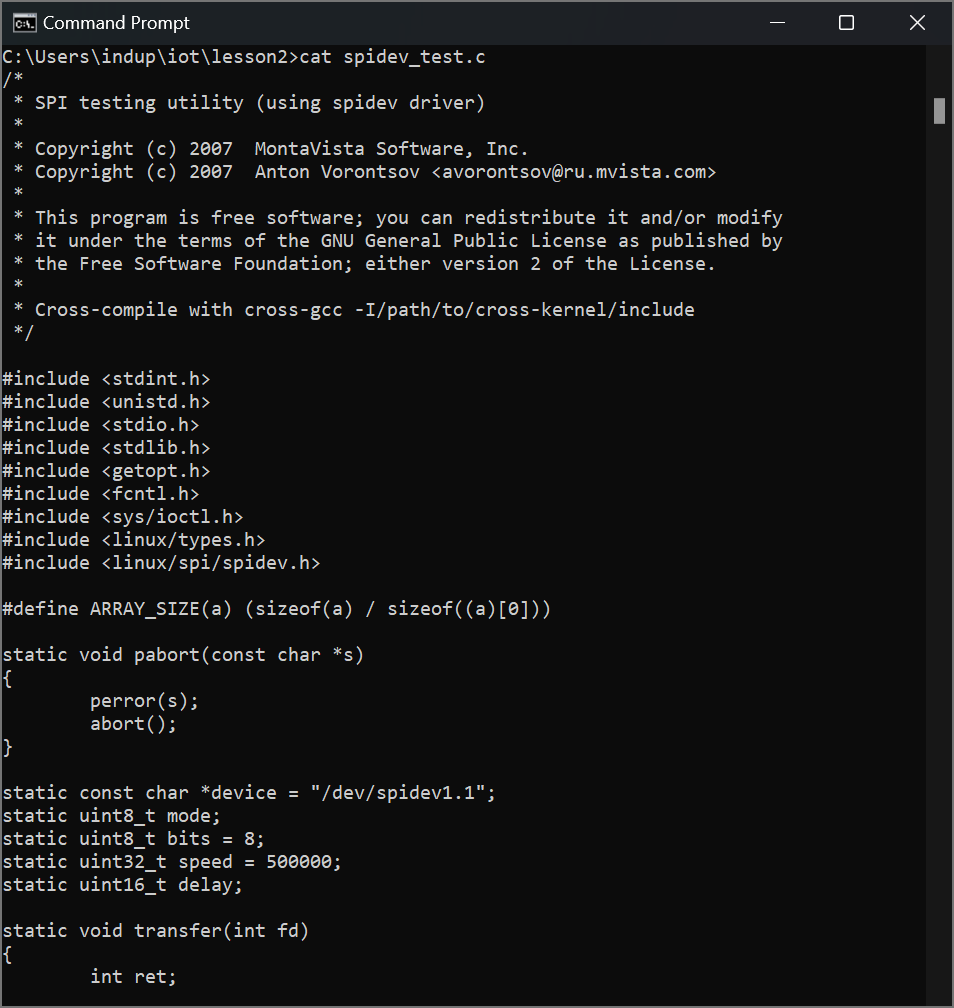 Command Prompt
C:\Users\indup\iot\lesson2>cat spidev_test.c
/*
 * SPI testing utility (using spidev driver)
 *
 * Copyright (c) 2007  MontaVista Software, Inc.
 * Copyright (c) 2007  Anton Vorontsov <avorontsov@ru.mvista.com>
 *
 * This program is free software; you can redistribute it and/or modify
 * it under the terms of the GNU General Public License as published by
 * the Free Software Foundation; either version 2 of the License.
 *
 * Cross-compile with cross-gcc -I/path/to/cross-kernel/include
 */

#include <stdint.h>
#include <unistd.h>
#include <stdio.h>
#include <stdlib.h>
#include <getopt.h>
#include <fcntl.h>
#include <sys/ioctl.h>
#include <linux/types.h>
#include <linux/spi/spidev.h>

#define ARRAY_SIZE(a) (sizeof(a) / sizeof((a)[0]))

static void pabort(const char *s)
{
        perror(s);
        abort();
}

static const char *device = "/dev/spidev1.1";
static uint8_t mode;
static uint8_t bits = 8;
static uint32_t speed = 500000;
static uint16_t delay;

static void transfer(int fd)
{
        int ret;